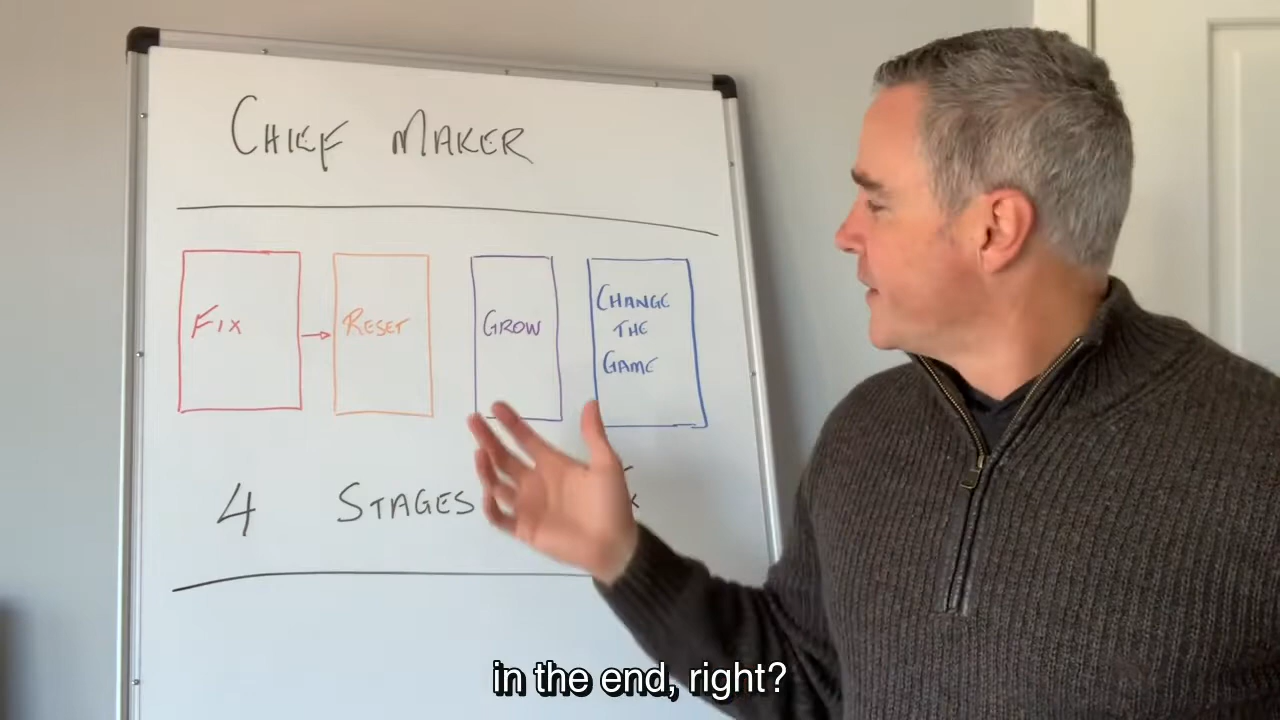 CHIEF MAKER
FIX
RESET
GROW
CHANGE
THE
GAME
4 STAGES
in the end, right?